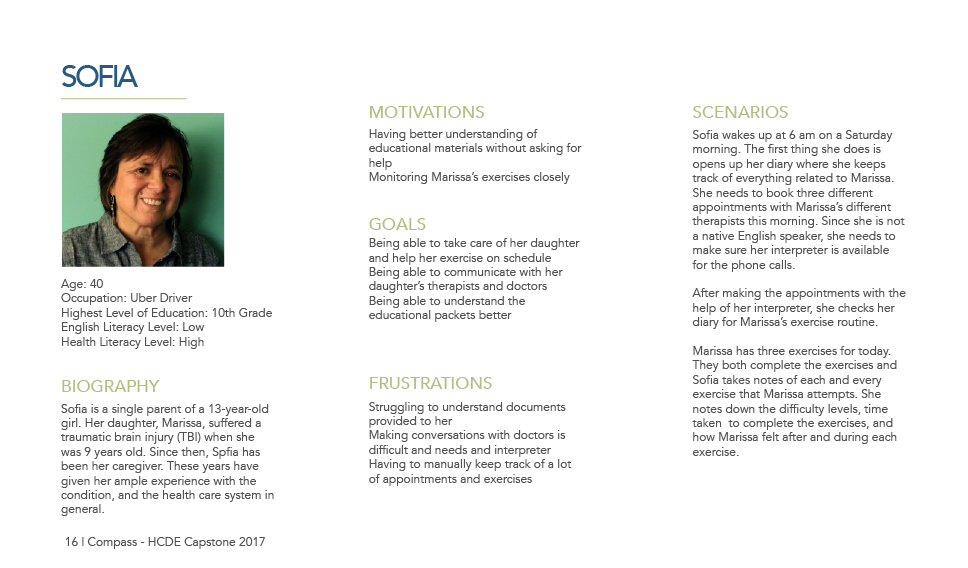 SOFIA
Age: 40
Occupation: Uber Driver
Highest Level of Education: 10th Grade
English Literacy Level: Low
Health Literacy Level: High
BIOGRAPHY
Sofia is a single parent of a 13-year-old
girl. Her daughter, Marissa, suffered a
traumatic brain injury (TBI) when she
was 9 years old. Since then, Spfia has
been her caregiver. These years have
given her ample experience with the
condition, and the health care system in
general.
MOTIVATIONS
Having better understanding of
educational materials without asking for
help
Monitoring Marissa's exercises closely
GOALS
Being able to take care of her daughter
and help her exercise on schedule
Being able to communicate with her
daughter's therapists and doctors
Being able to understand the
educational packets better
FRUSTRATIONS
Struggling to understand documents
provided to her
Making conversations with doctors is
difficult and needs and interpreter
Having to manually keep track of a lot
of appointments and exercises
SCENARIOS
Sofia wakes up at 6 am on a Saturday
morning. The first thing she does is
opens up her diary where she keeps
track of everything related to Marissa.
She needs to book three different
appointments with Marissa's different
therapists this morning. Since she is not
a native English speaker, she needs to
make sure her interpreter is available
for the phone calls.
After making the appointments with the
help of her interpreter, she checks her
diary for Marissa's exercise routine.
Marissa has three exercises for today.
They both complete the exercises and
Sofia takes notes of each and every
exercise that Marissa attempts. She
notes down the difficulty levels, time
taken  to complete the exercises, and
how Marissa felt after and during each
exercise.
16 | Compass - HCDE Capstone 2017